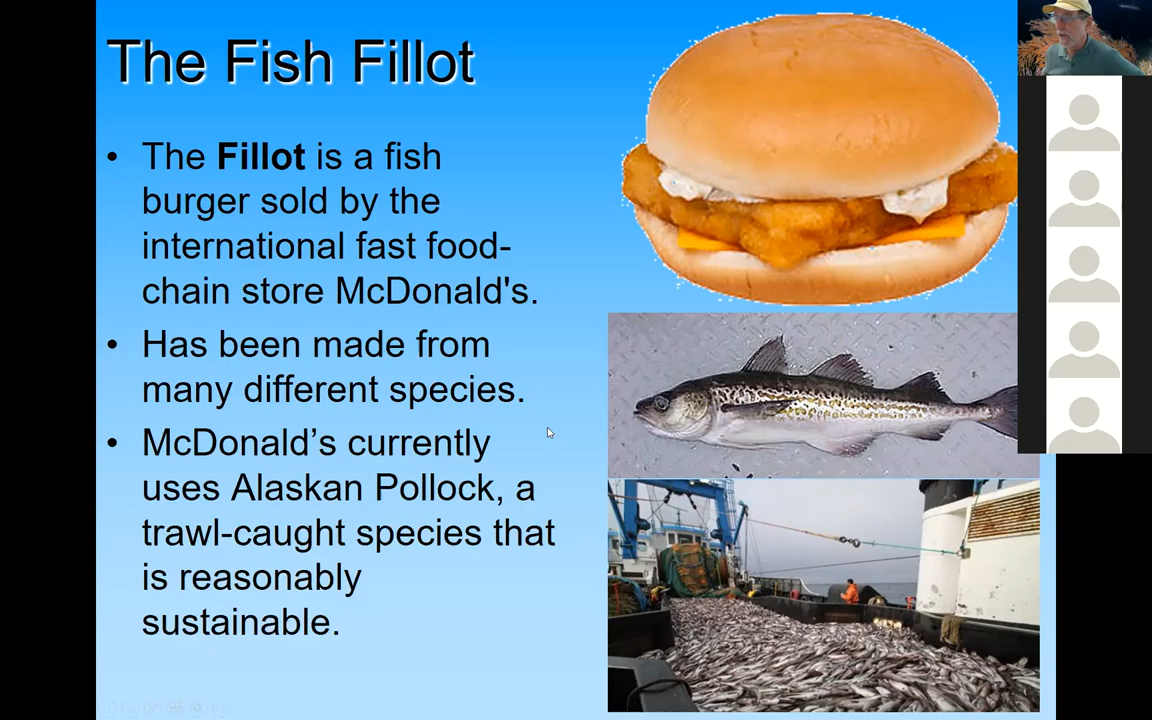 The Fish Fillot
• The Fillot is a fish
burger sold by the
international fast food-
chain store McDonald's.
• Has been made from
many different species.
• McDonald’s currently
uses Alaskan Pollock, a
trawl-caught species that
is reasonably
sustainable.